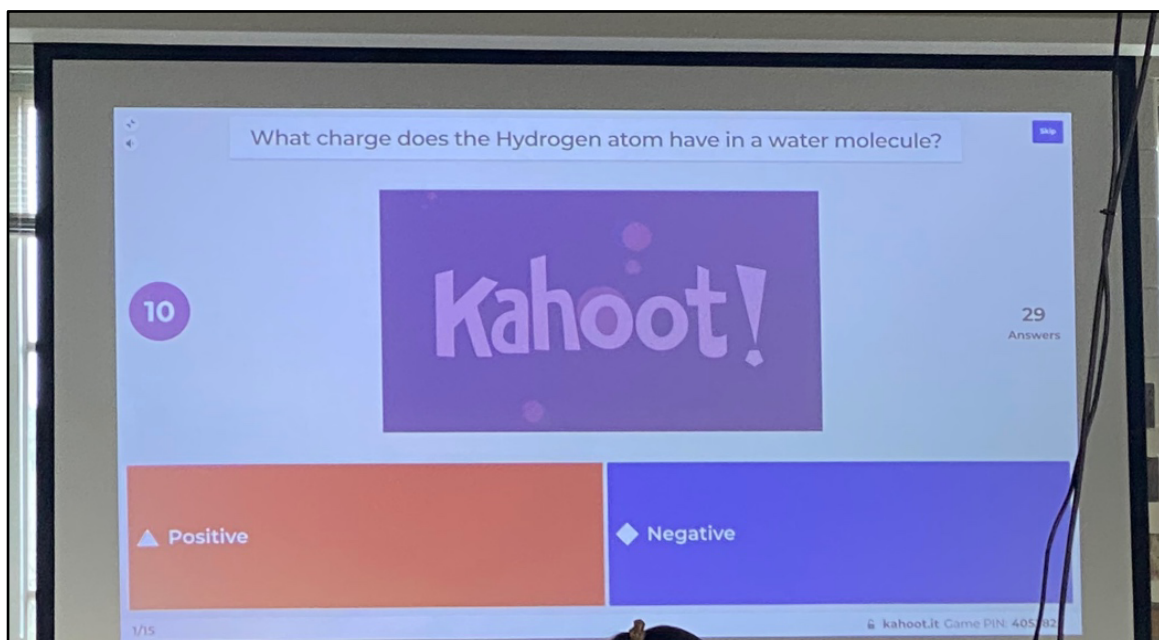 What charge does the Hydrogen atom have in a water molecule?
Skip
10
Kahoot!
29
Answers
Positive
Negative
1/15
kahoot.it Game PIN: